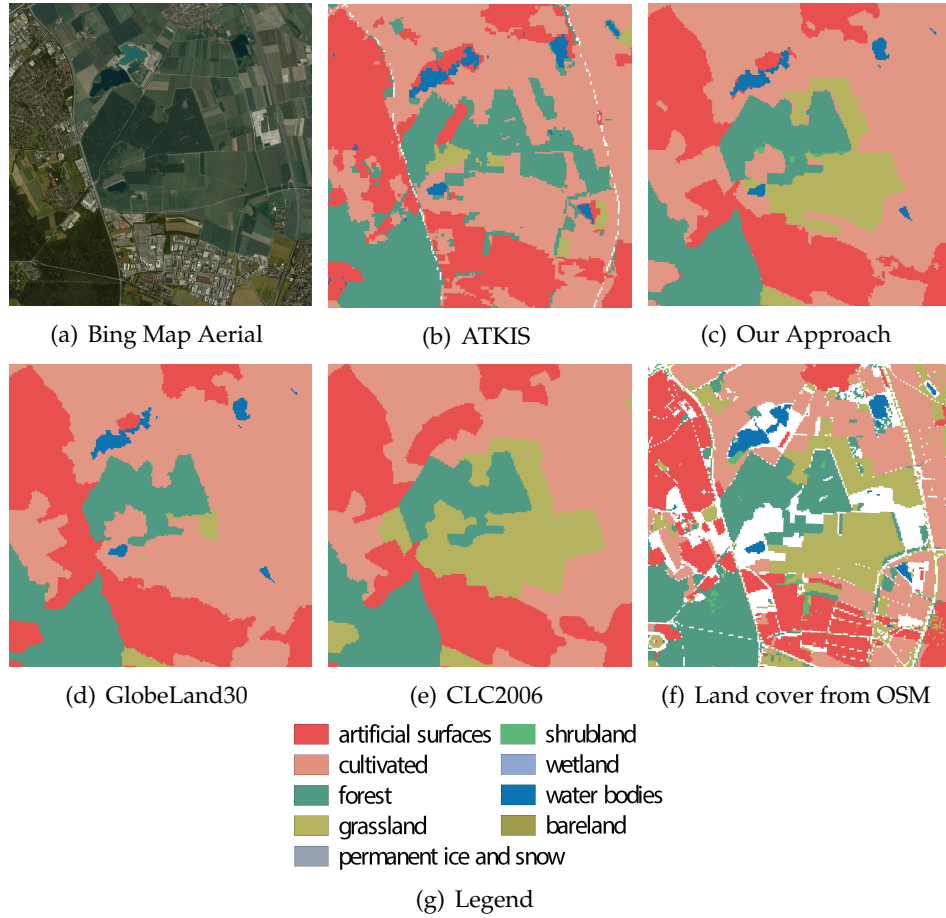 (a) Bing Map Aerial
(b) ATKIS
(c) Our Approach
(d) GlobeLand30
(e) CLC2006
(f) Land cover from OSM
artificial surfaces
shrubland
cultivated
wetland
forest
water bodies
grassland
bareland
permanent ice and snow
(g) Legend